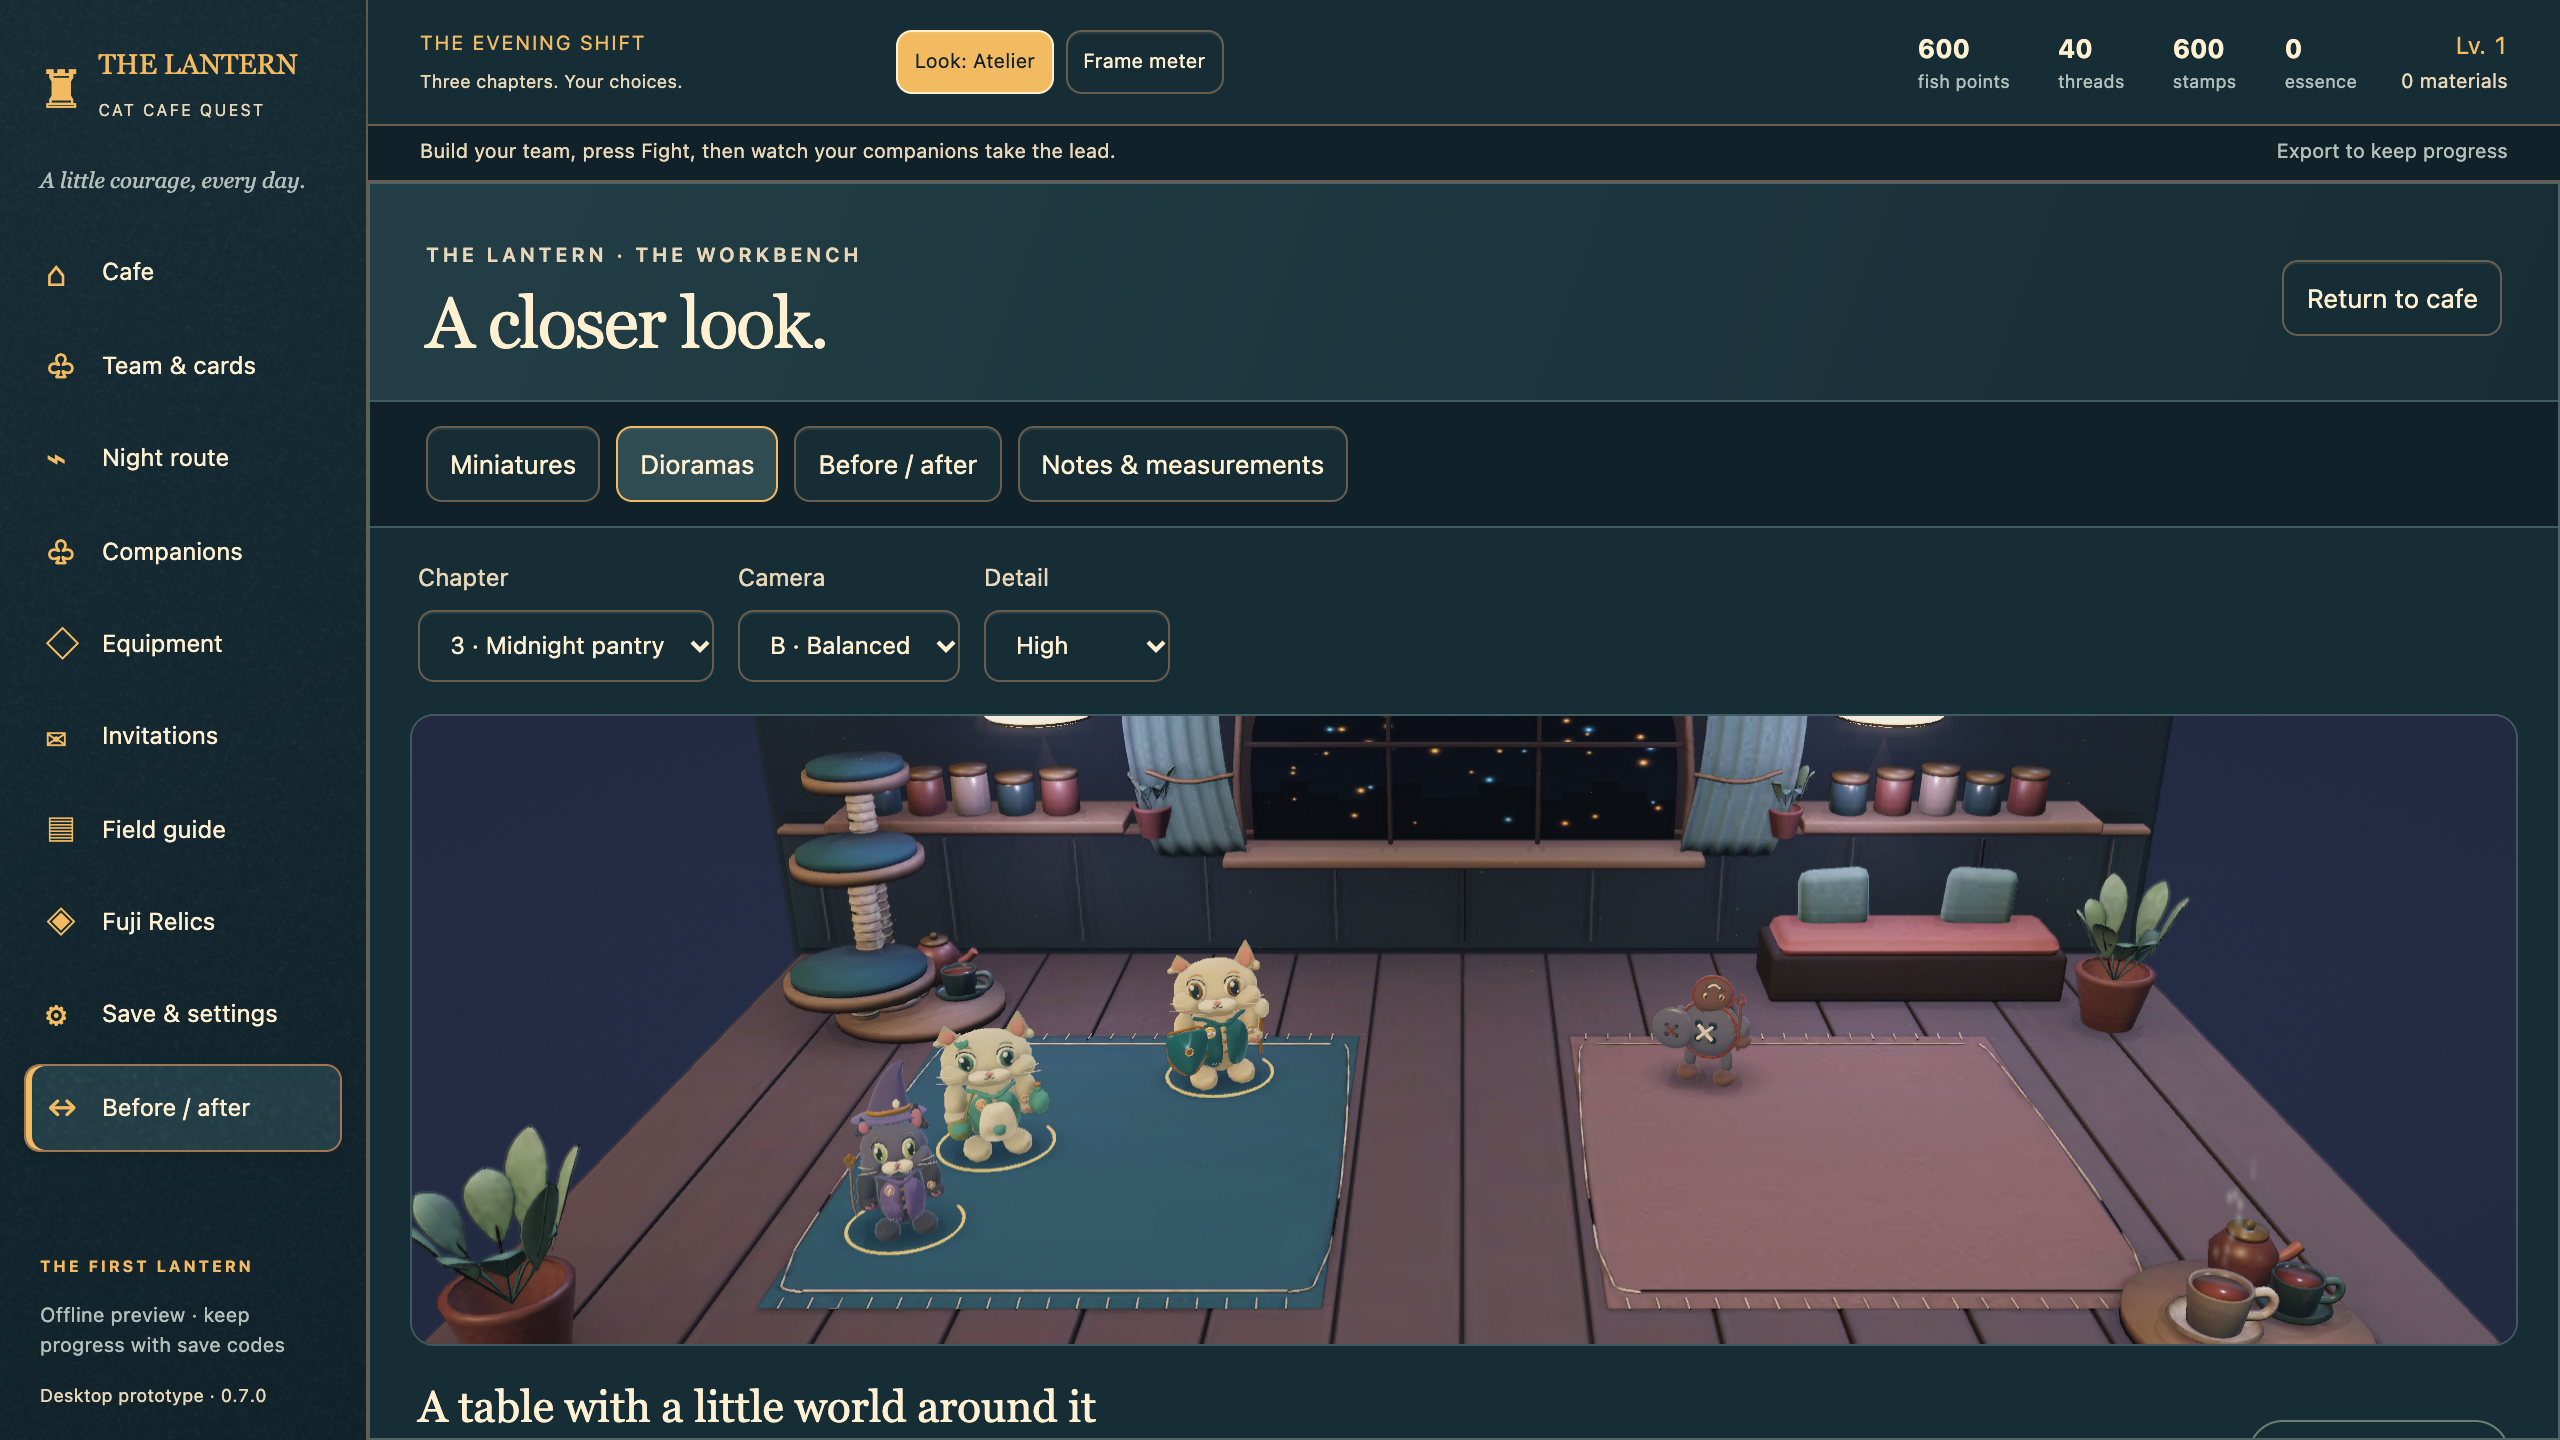 THE LANTERN
CAT CAFE QUEST
A little courage, every day.
Cafe
Team & cards
Night route
Companions
Equipment
Invitations
Field guide
Fuji Relics
Save & settings
Before / after
THE FIRST LANTERN
Offline preview · keep
progress with save codes
Desktop prototype · 0.7.0
THE EVENING SHIFT
Three chapters. Your choices.
Look: Atelier
Frame meter
600
fish points
40
threads
600
stamps
0
essence
Lv. 1
0 materials
Build your team, press Fight, then watch your companions take the lead.
Export to keep progress
THE LANTERN · THE WORKBENCH
A closer look.
Return to cafe
Miniatures
Dioramas
Before / after
Notes & measurements
Chapter
Camera
Detail
3 · Midnight pantry
B · Balanced
High
A table with a little world around it